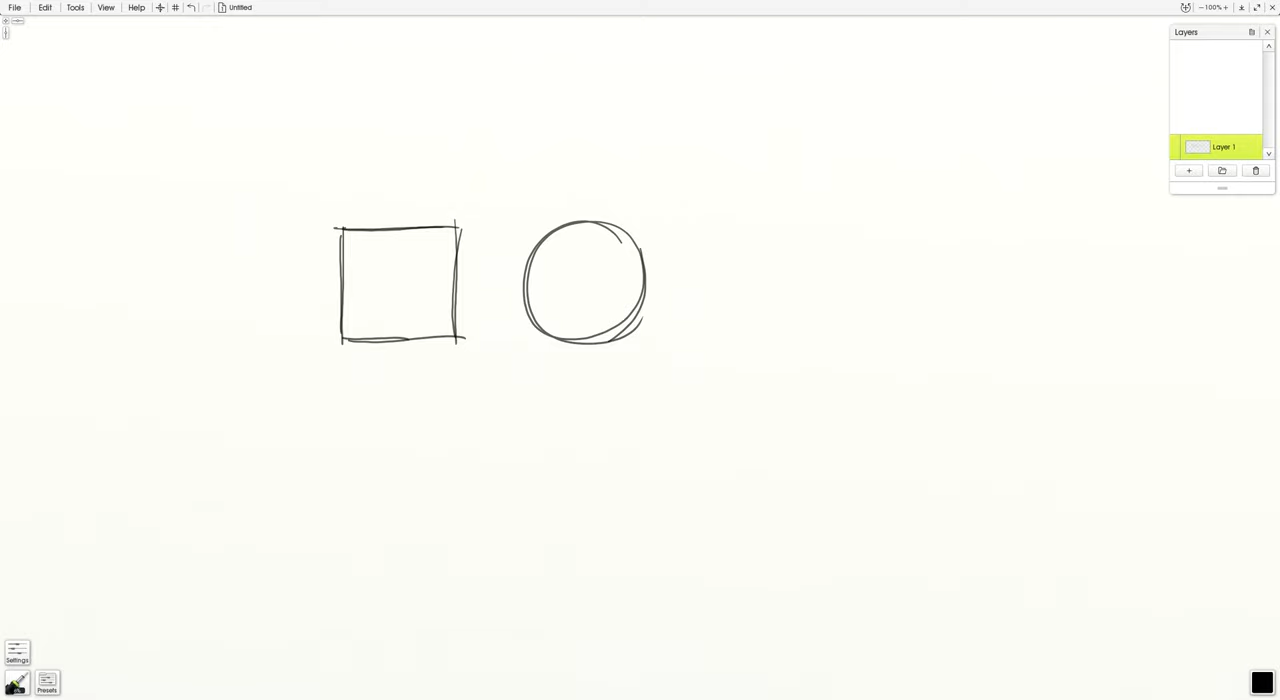 File Edit Tools View Help Untitled −100%+
Layers
Layer 1
+
Settings
Presets